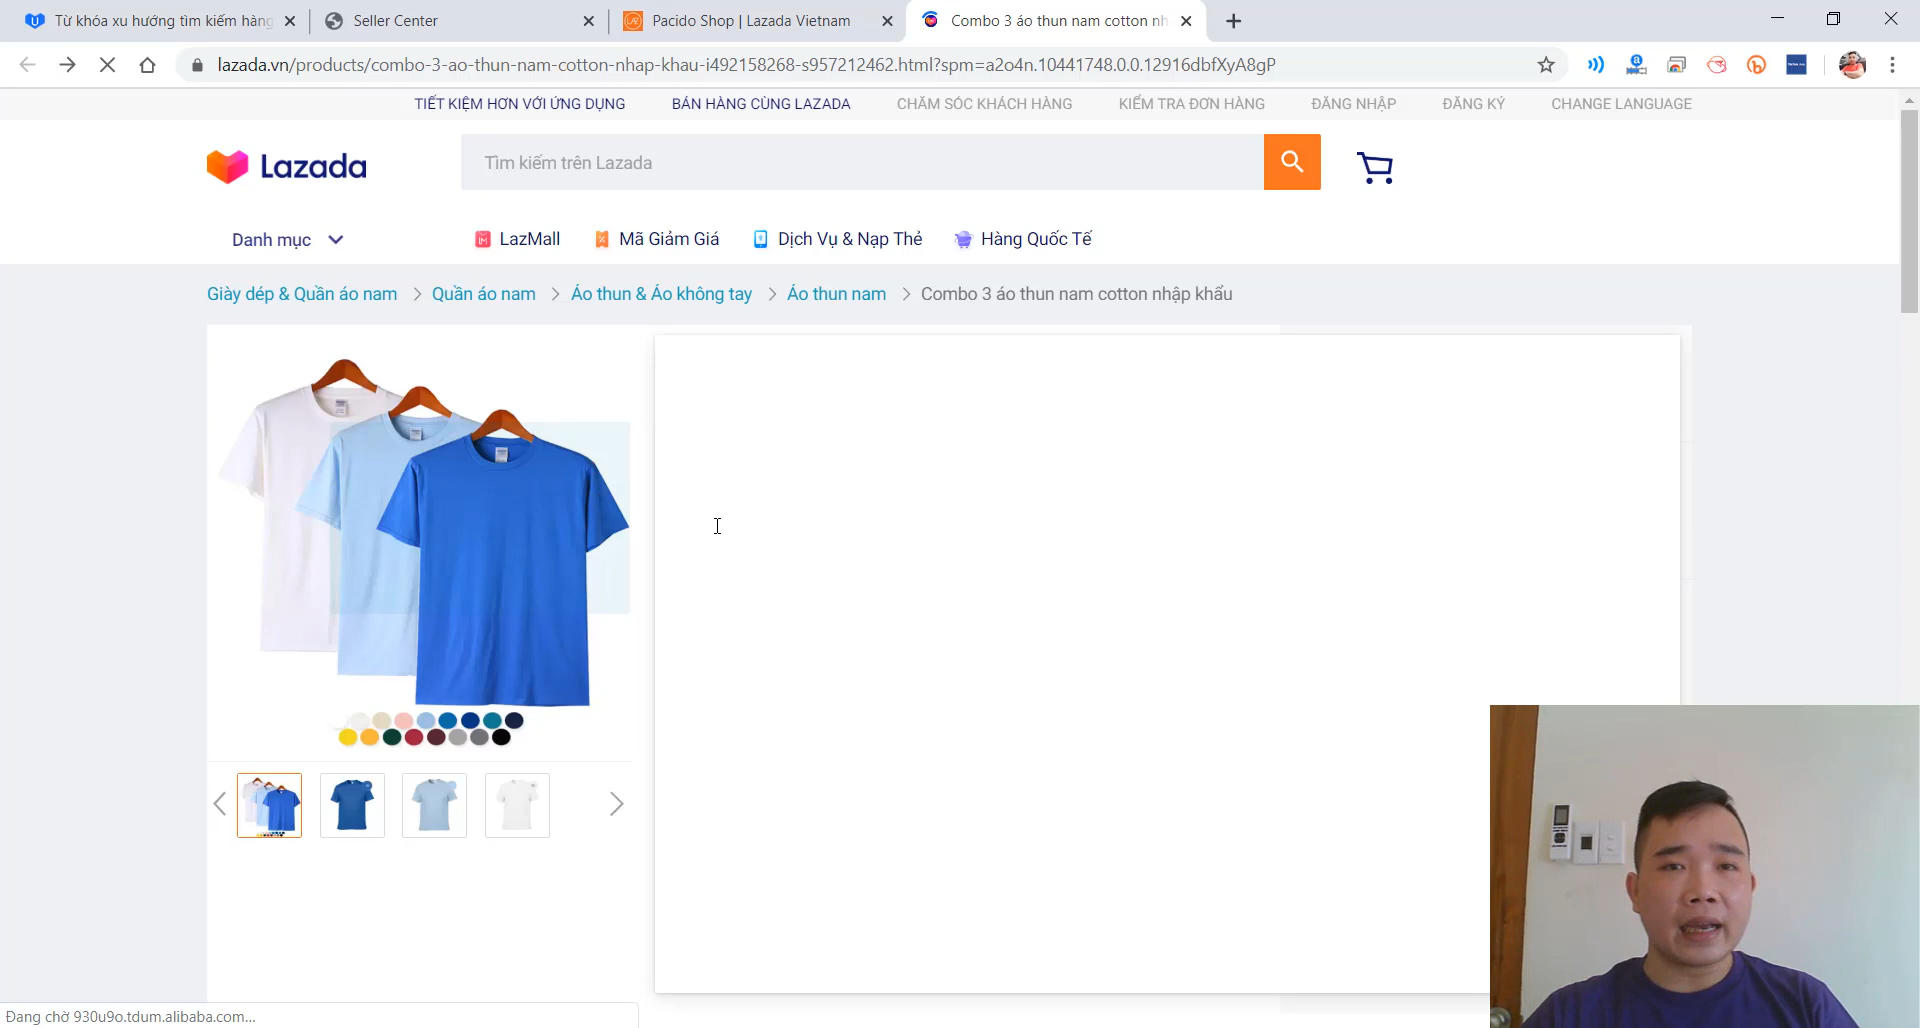 Từ khóa xu hướng tìm kiếm hàng
Seller Center
Pacido Shop | Lazada Vietnam
Combo 3 áo thun nam cotton nh
lazada.vn/products/combo-3-ao-thun-nam-cotton-nhap-khau-i492158268-s957212462.html?spm=a2o4n.10441748.0.0.12916dbfXyA8gP
TIẾT KIỆM HƠN VỚI ỨNG DỤNG
BÁN HÀNG CÙNG LAZADA
CHĂM SÓC KHÁCH HÀNG
KIỂM TRA ĐƠN HÀNG
ĐĂNG NHẬP
ĐĂNG KÝ
CHANGE LANGUAGE
Lazada
Tìm kiếm trên Lazada
Danh mục
LazMall
Mã Giảm Giá
Dịch Vụ & Nạp Thẻ
Hàng Quốc Tế
Giày dép & Quần áo nam > Quần áo nam > Áo thun & Áo không tay > Áo thun nam > Combo 3 áo thun nam cotton nhập khẩu
Đang chờ 930u9o.tdum.alibaba.com...